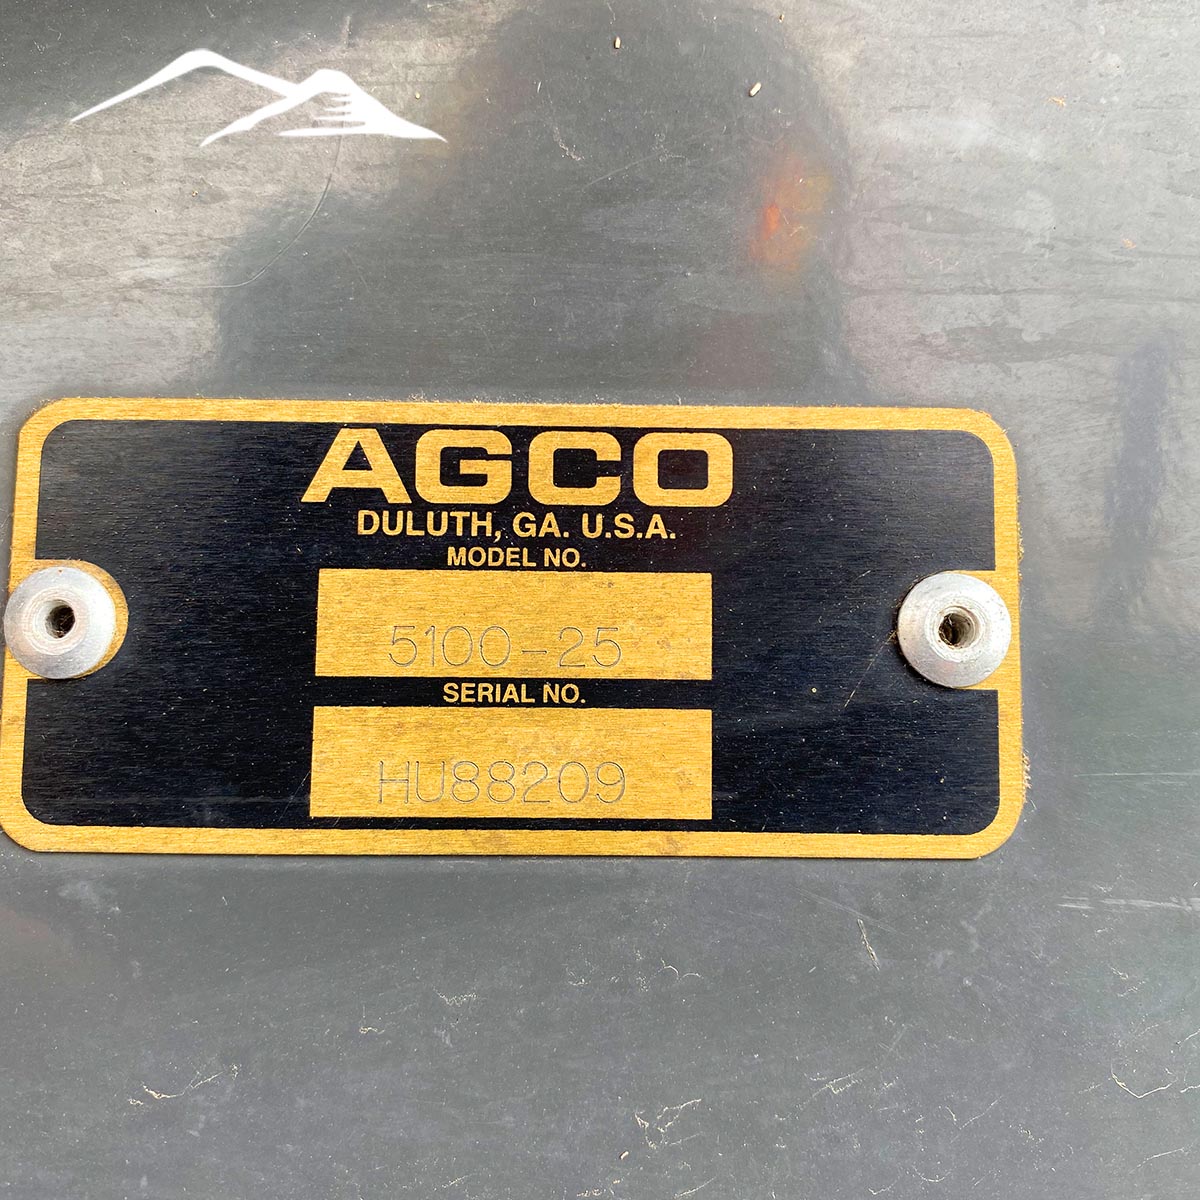 AGCO
DULUTH, GA. U.S.A.
MODEL NO.
5100-25
SERIAL NO.
HU88209